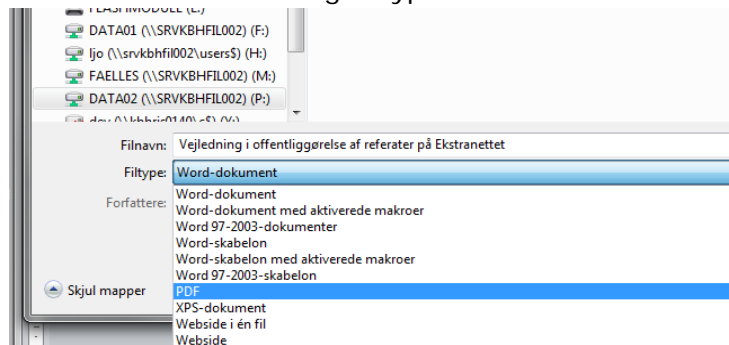 FLASHMODULE (E:)
DATA01 (\\SRVKBHFIL002) (F:)
ljo (\\srvkbhfil002\users$) (H:)
FAELLES (\\SRVKBHFIL002) (M:)
DATA02 (\\SRVKBHFIL002) (P:)
Filnavn: Vejledning i offentliggørelse af referater på Ekstranettet
Filtype: Word-dokument
Forfattere:
Word-dokument
Word-dokument med aktiverede makroer
Word 97-2003-dokumenter
Word-skabelon
Word-skabelon med aktiverede makroer
Word 97-2003-skabelon
Skjul mapper
PDF
XPS-dokument
Webside i én fil
Webside